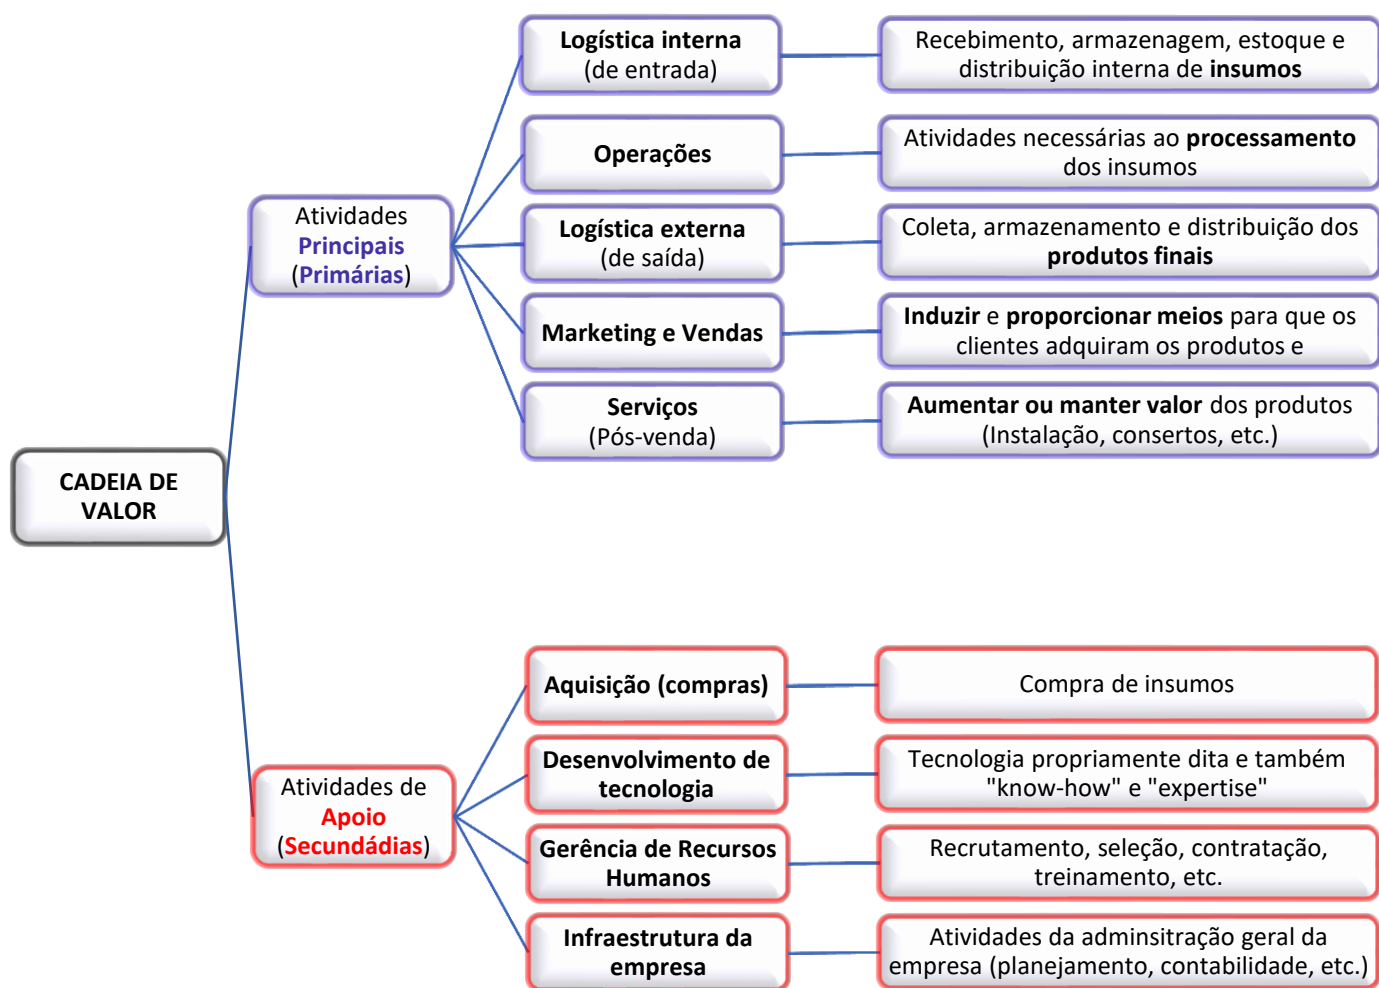 Logística interna
(de entrada)
Recebimento, armazenagem, estoque e
distribuição interna de insumos
Operações
Atividades necessárias ao processamento
dos insumos
Atividades
Principais
(Primárias)
Logística externa
(de saída)
Coleta, armazenamento e distribuição dos
produtos finais
Marketing e Vendas
Induzir e proporcionar meios para que os
clientes adquiram os produtos e
Serviços
(Pós-venda)
Aumentar ou manter valor dos produtos
(Instalação, consertos, etc.)
CADEIA DE
VALOR
Aquisição (compras)
Compra de insumos
Desenvolvimento de
tecnologia
Tecnologia propriamente dita e também
"know-how" e "expertise"
Atividades de
Apoio
(Secundádias)
Gerência de Recursos
Humanos
Recrutamento, seleção, contratação,
treinamento, etc.
Infraestrutura da
empresa
Atividades da adminsitração geral da
empresa (planejamento, contabilidade, etc.)